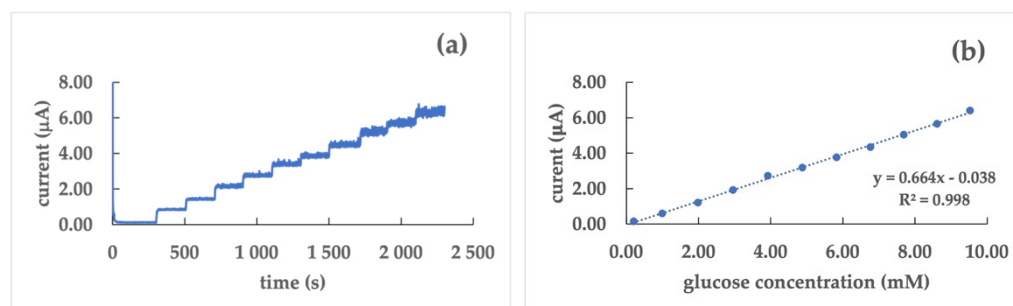 (a)
current (µA)
8.00
6.00
4.00
2.00
0.00
0
500
1 000
1 500
2 000
2 500
time (s)
(b)
curent (µA)
8.00
6.00
4.00
2.00
0.00
y = 0.664x - 0.038
R² = 0.998
0.00
2.00
4.00
6.00
8.00
10.00
glucose concentration (mM)